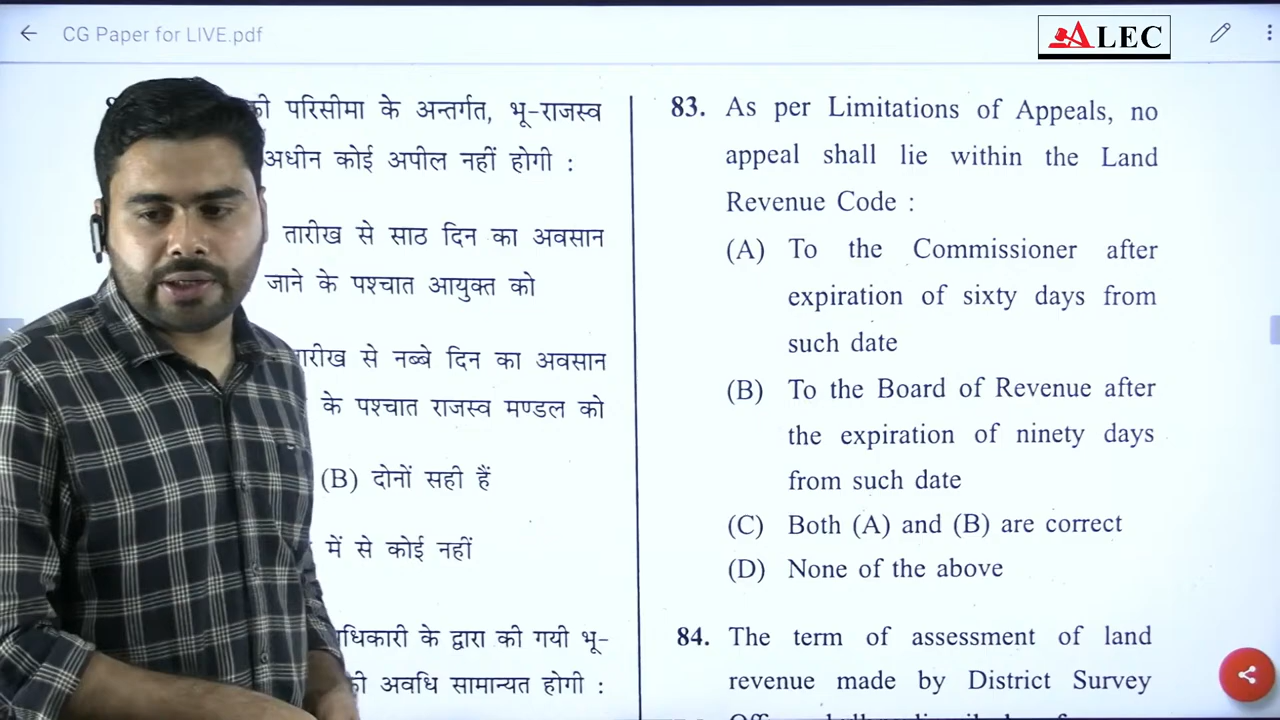 CG Paper for LIVE.pdf
ALEC
की परिसीमा के अन्तर्गत, भू-राजस्व
अधीन कोई अपील नहीं होगी :
तारीख से साठ दिन का अवसान
जाने के पश्चात आयुक्त को
तारीख से नब्बे दिन का अवसान
के पश्चात राजस्व मण्डल को
(B) दोनों सही हैं
में से कोई नहीं
के द्वारा की गयी भू-
की अवधि सामान्यत होगी :
83. As per Limitations of Appeals, no
appeal shall lie within the Land
Revenue Code :
(A) To the Commissioner after
expiration of sixty days from
such date
(B) To the Board of Revenue after
the expiration of ninety days
from such date
(C) Both (A) and (B) are correct
(D) None of the above
84. The term of assessment of land
revenue made by District Survey